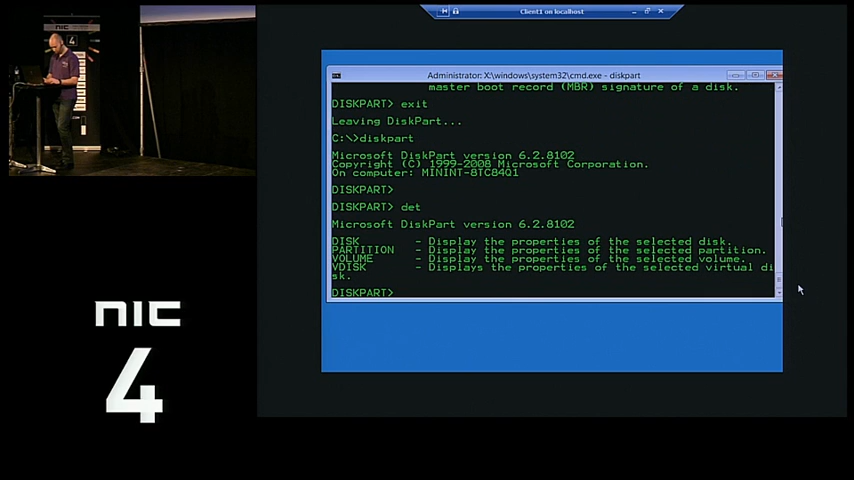 Client1 on localhost
nic
4
Administrator: X:\windows\system32\cmd.exe - diskpart
master boot record (MBR) signature of a disk.
DISKPART> exit
Leaving DiskPart...
C:\>diskpart
Microsoft DiskPart version 6.2.8102
Copyright (C) 1999-2008 Microsoft Corporation.
On computer: MININT-8TC84Q1
DISKPART>
DISKPART> det
Microsoft DiskPart version 6.2.8102
DISK - Display the properties of the selected disk.
PARTITION - Display the properties of the selected partition.
VOLUME - Display the properties of the selected volume.
VDISK - Displays the properties of the selected virtual di
sk.
DISKPART>
nic
4